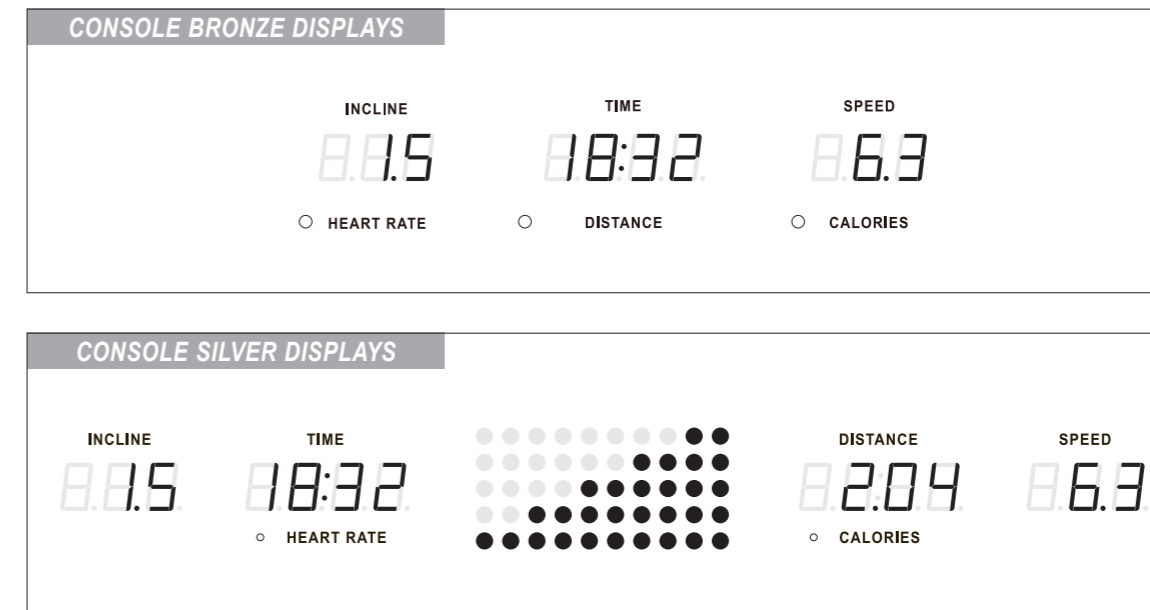 CONSOLE BRONZE DISPLAYS
INCLINE TIME SPEED
1.5 18:32 6.3
HEART RATE DISTANCE CALORIES
CONSOLE SILVER DISPLAYS
INCLINE TIME DISTANCE SPEED
1.5 18:32 2:04 6.3
HEART RATE CALORIES